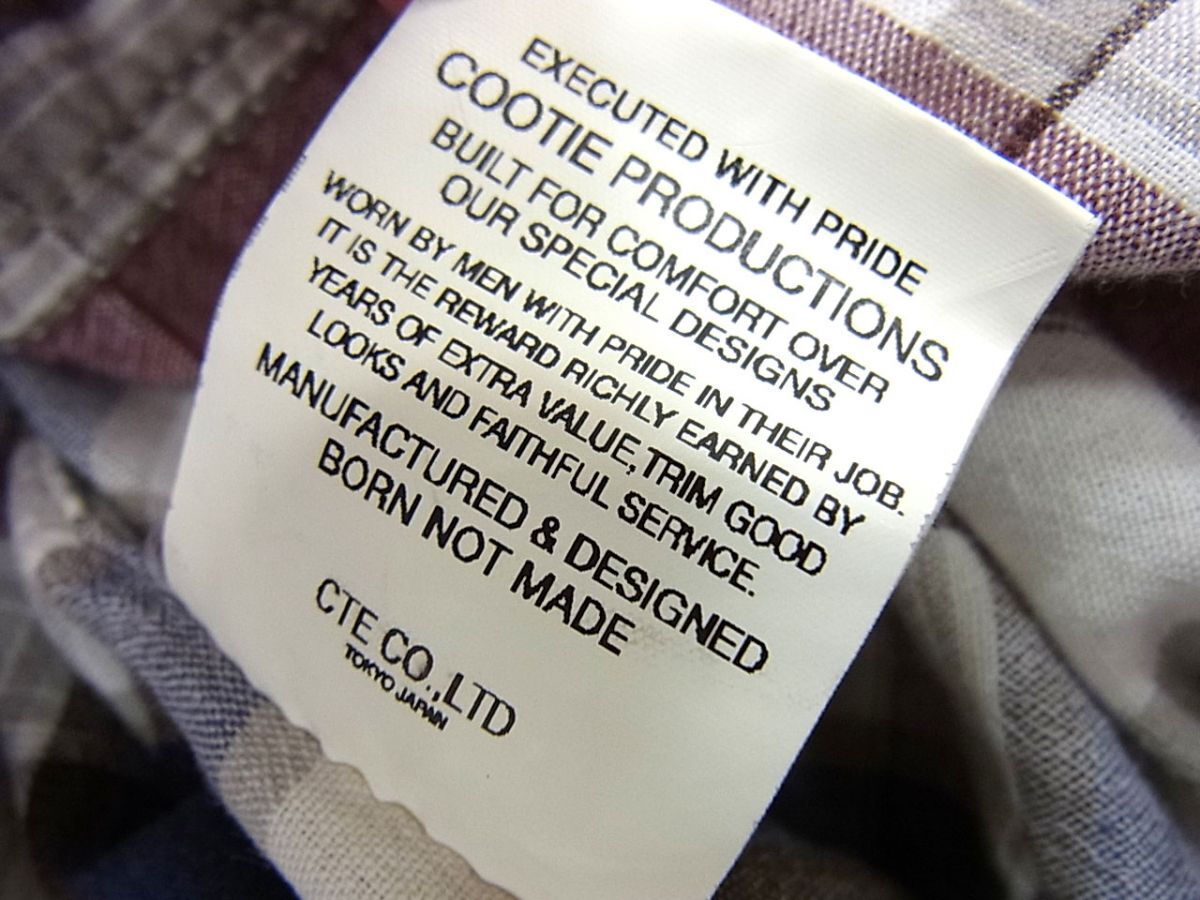 EXECUTED WITH PRIDE
COOTIE PRODUCTIONS
BUILT FOR COMFORT OVER
OUR SPECIAL DESIGNS
WORN BY MEN WITH PRIDE IN THEIR JOB.
IT IS THE REWARD RICHLY EARNED BY
YEARS OF EXTRA VALUE,TRIM GOOD
LOOKS AND FAITHFUL SERVICE.
MANUFACTURED & DESIGNED
BORN NOT MADE
CTE CO.,LTD
TOKYO JAPAN